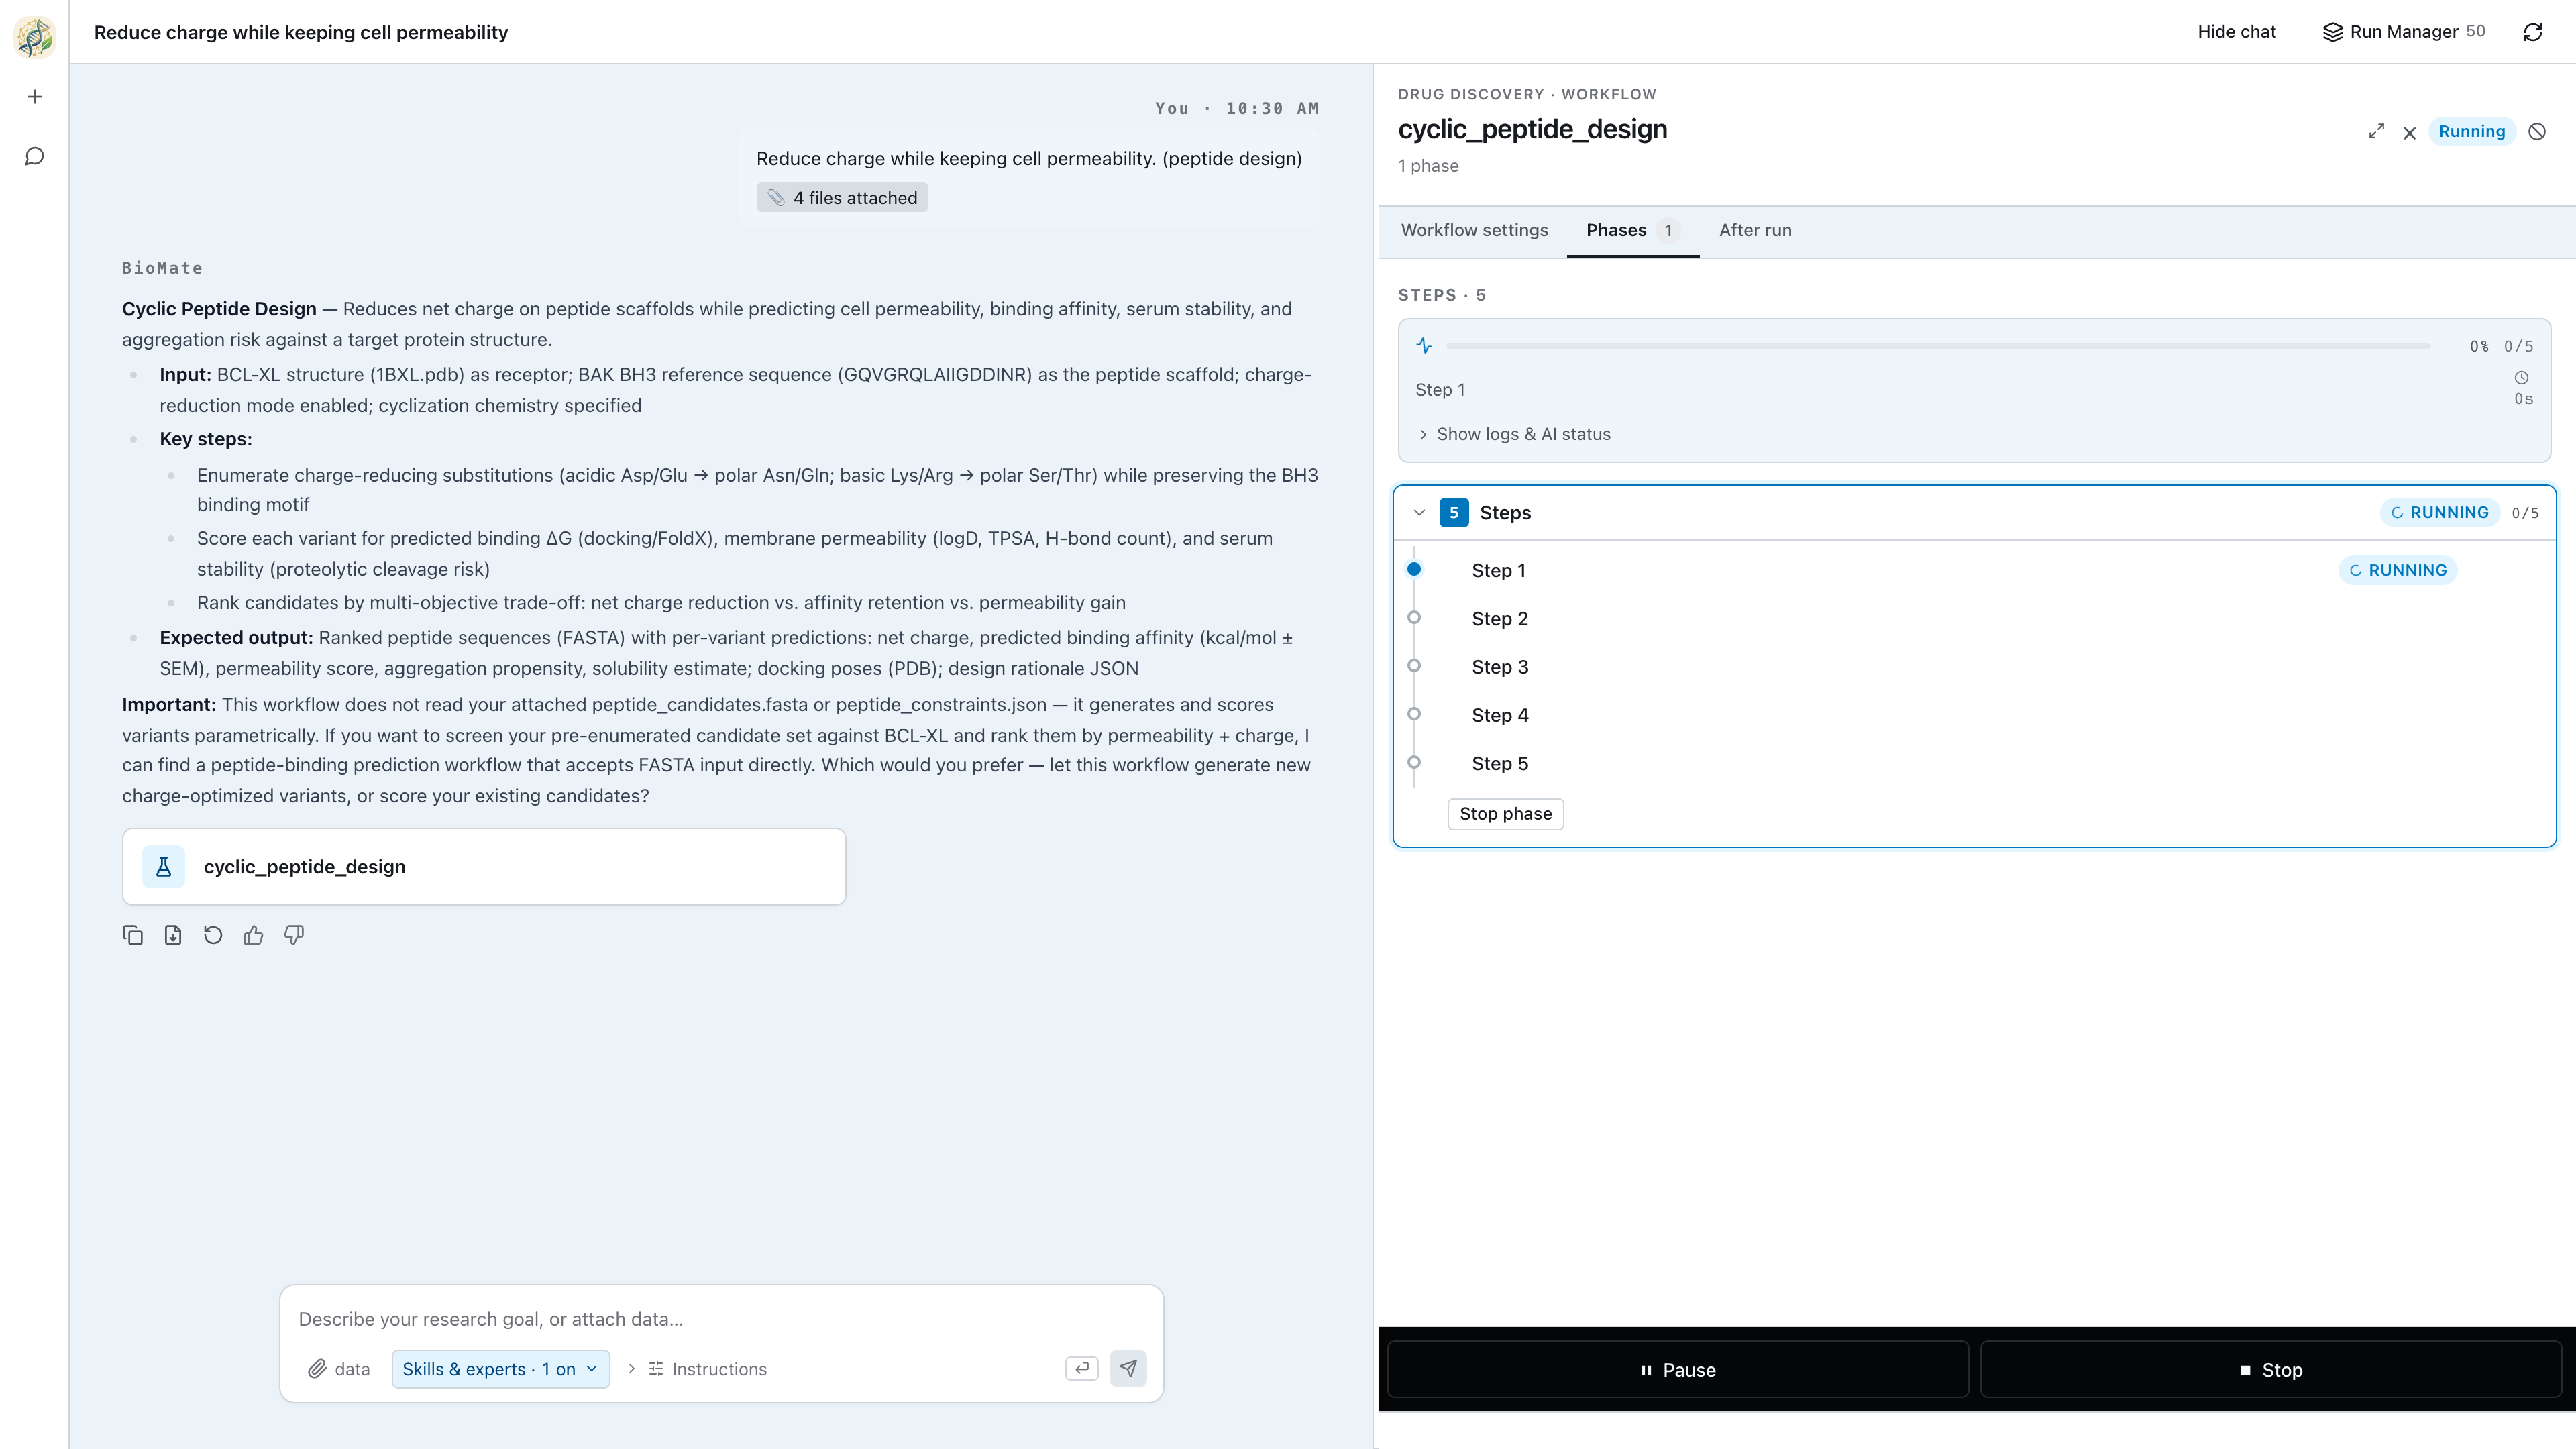 Reduce charge while keeping cell permeability
Hide chat
Run Manager 50
You · 10:30 AM
Reduce charge while keeping cell permeability. (peptide design)
4 files attached
BioMate
Cyclic Peptide Design — Reduces net charge on peptide scaffolds while predicting cell permeability, binding affinity, serum stability, and
aggregation risk against a target protein structure.
Input: BCL-XL structure (1BXL.pdb) as receptor; BAK BH3 reference sequence (GQVGRQLAIIGDDINR) as the peptide scaffold; charge-
reduction mode enabled; cyclization chemistry specified
Key steps:
Enumerate charge-reducing substitutions (acidic Asp/Glu → polar Asn/Gln; basic Lys/Arg → polar Ser/Thr) while preserving the BH3
binding motif
Score each variant for predicted binding ΔG (docking/FoldX), membrane permeability (logD, TPSA, H-bond count), and serum
stability (proteolytic cleavage risk)
Rank candidates by multi-objective trade-off: net charge reduction vs. affinity retention vs. permeability gain
Expected output: Ranked peptide sequences (FASTA) with per-variant predictions: net charge, predicted binding affinity (kcal/mol ±
SEM), permeability score, aggregation propensity, solubility estimate; docking poses (PDB); design rationale JSON
Important: This workflow does not read your attached peptide_candidates.fasta or peptide_constraints.json — it generates and scores
variants parametrically. If you want to screen your pre-enumerated candidate set against BCL-XL and rank them by permeability + charge, I
can find a peptide-binding prediction workflow that accepts FASTA input directly. Which would you prefer — let this workflow generate new
charge-optimized variants, or score your existing candidates?
cyclic_peptide_design
Describe your research goal, or attach data...
data
Skills & experts · 1 on
Instructions
DRUG DISCOVERY · WORKFLOW
cyclic_peptide_design
Running
1 phase
Workflow settings
Phases 1
After run
STEPS · 5
0% 0/5
Step 1
0s
Show logs & AI status
5 Steps
RUNNING 0/5
Step 1
RUNNING
Step 2
Step 3
Step 4
Step 5
Stop phase
Pause
Stop